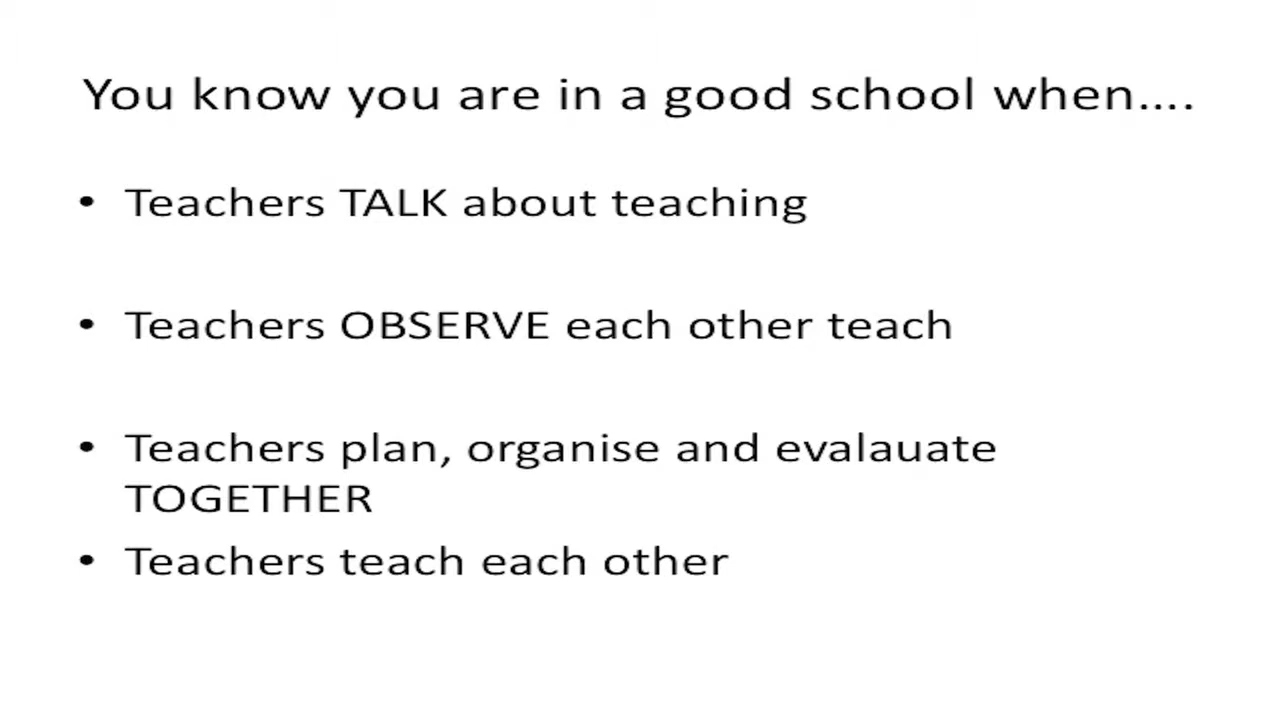 You know you are in a good school when....
• Teachers TALK about teaching
• Teachers OBSERVE each other teach
• Teachers plan, organise and evalauate
TOGETHER
• Teachers teach each other